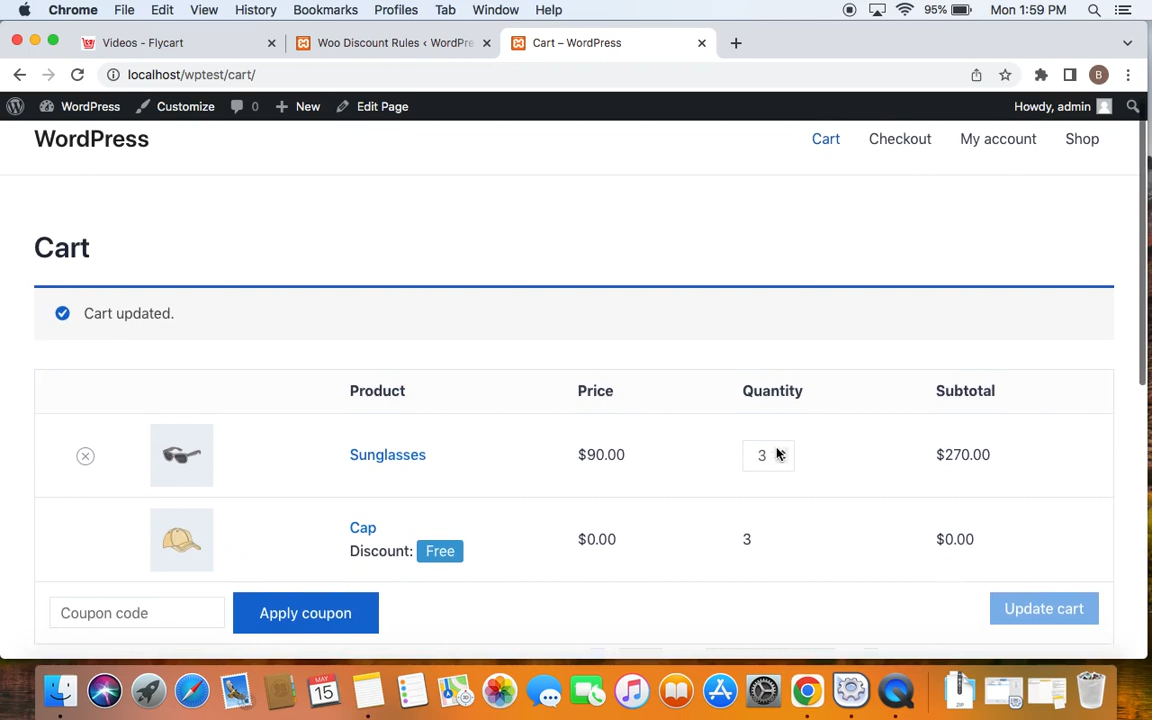 Chrome File Edit View History Bookmarks Profiles Tab Window Help 95% Mon 1:59 PM
Videos - Flycart Woo Discount Rules ‹ WordPre Cart – WordPress
localhost/wptest/cart/ B
WordPress Customize 0 New Edit Page Howdy, admin
WordPress Cart Checkout My account Shop
Cart
Cart updated.
Product Price Quantity Subtotal
Sunglasses $90.00 3 $270.00
Cap
Discount: Free $0.00 3 $0.00
Coupon code Apply coupon Update cart
MAY
15
ZIP